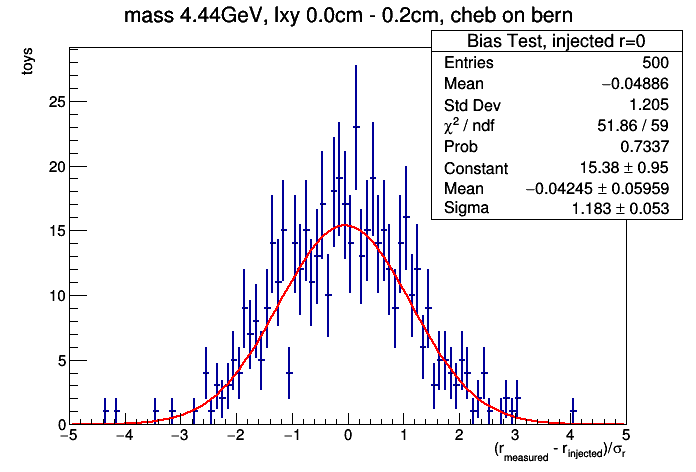 mass 4.44GeV, lxy 0.0cm - 0.2cm, cheb on bern
Bias Test, injected r=0
Entries 500
Mean −0.04886
Std Dev 1.205
χ² / ndf 51.86 / 59
Prob 0.7337
Constant 15.38 ± 0.95
Mean −0.04245 ± 0.05959
Sigma 1.183 ± 0.053
toys
25
20
15
10
5
0
−5 −4 −3 −2 −1 0 1 2 3 4 5
(r_measured - r_injected)/σ_r